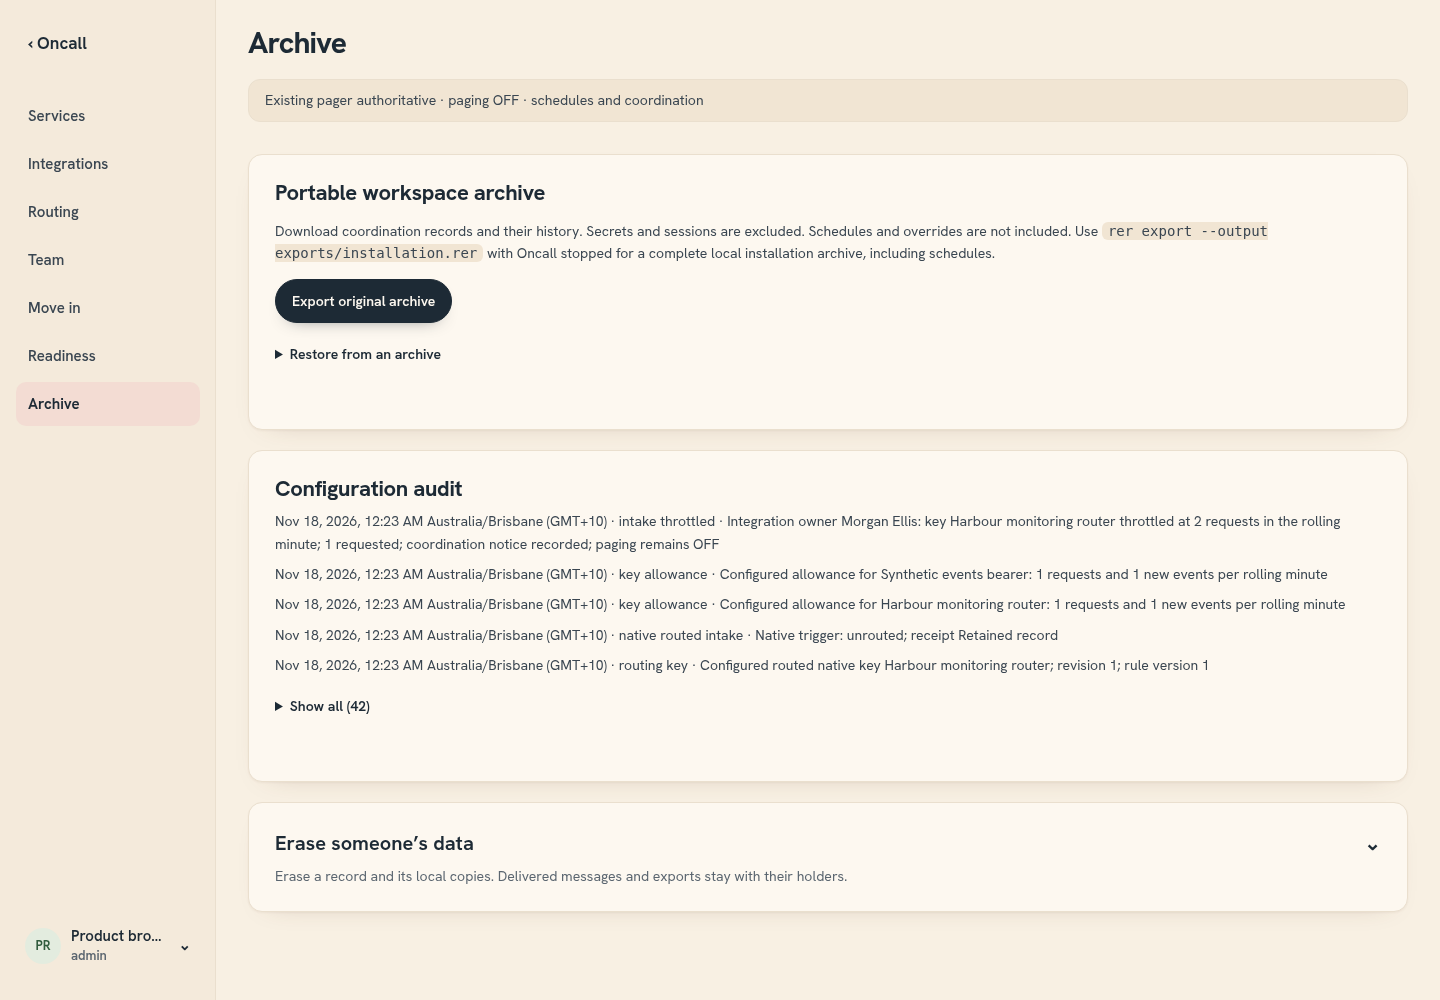 ‹ Oncall
Services
Integrations
Routing
Team
Move in
Readiness
Archive
PR
Product bro…
admin
Archive
Existing pager authoritative · paging OFF · schedules and coordination
Portable workspace archive
Download coordination records and their history. Secrets and sessions are excluded. Schedules and overrides are not included. Use rer export --output
exports/installation.rer with Oncall stopped for a complete local installation archive, including schedules.
Export original archive
Restore from an archive
Configuration audit
Nov 18, 2026, 12:23 AM Australia/Brisbane (GMT+10) · intake throttled · Integration owner Morgan Ellis: key Harbour monitoring router throttled at 2 requests in the rolling
minute; 1 requested; coordination notice recorded; paging remains OFF
Nov 18, 2026, 12:23 AM Australia/Brisbane (GMT+10) · key allowance · Configured allowance for Synthetic events bearer: 1 requests and 1 new events per rolling minute
Nov 18, 2026, 12:23 AM Australia/Brisbane (GMT+10) · key allowance · Configured allowance for Harbour monitoring router: 1 requests and 1 new events per rolling minute
Nov 18, 2026, 12:23 AM Australia/Brisbane (GMT+10) · native routed intake · Native trigger: unrouted; receipt Retained record
Nov 18, 2026, 12:23 AM Australia/Brisbane (GMT+10) · routing key · Configured routed native key Harbour monitoring router; revision 1; rule version 1
Show all (42)
Erase someone’s data
Erase a record and its local copies. Delivered messages and exports stay with their holders.